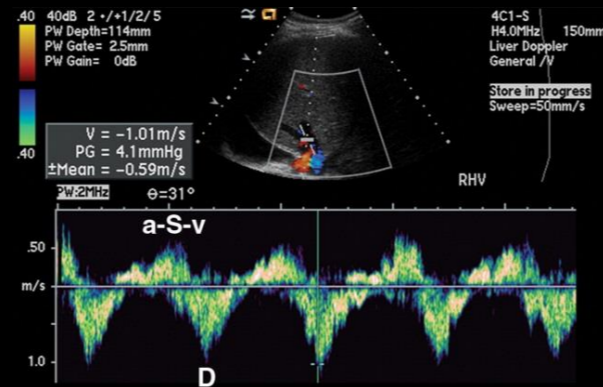 .40
.40
40dB 2 •/+1/2/5
PW Depth=114mm
PW Gate= 2.5mm
PW Gain= 0dB
4C1-S
H4.0MHz 150mm
Liver Doppler
General /V
Store in progress
Sweep=50mm/s
V = −1.01m/s
PG = 4.1mmHg
±Mean = −0.59m/s
RHV
PW:2MHz θ=31°
a-S-v
.50
m/s
1.0
D